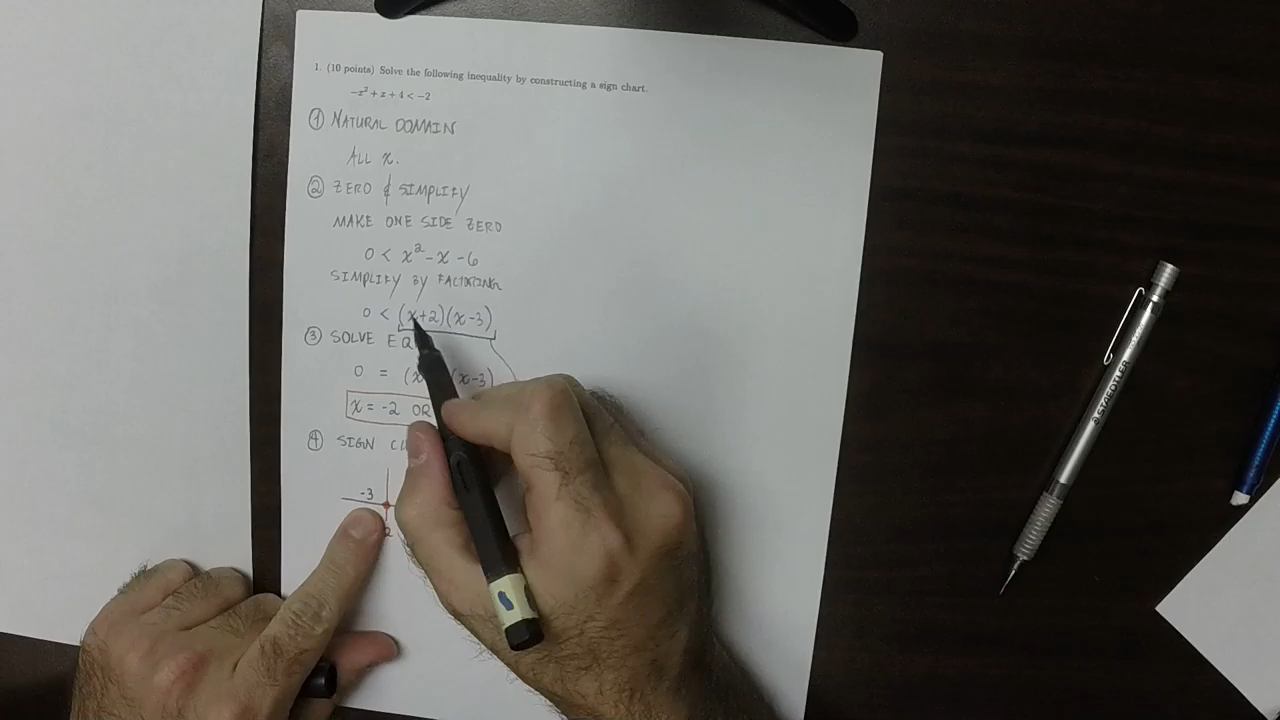 1. (10 points) Solve the following inequality by constructing a sign chart.
−x² + x + 4 < −2
① NATURAL DOMAIN
ALL x.
② ZERO & SIMPLIFY
MAKE ONE SIDE ZERO
0 < x² - x - 6
SIMPLIFY BY FACTORING
0 < (x+2)(x-3)
③ SOLVE EQ
0 = (x (x-3)
x = -2 OR
④ SIGN
-3
STAEDTLER